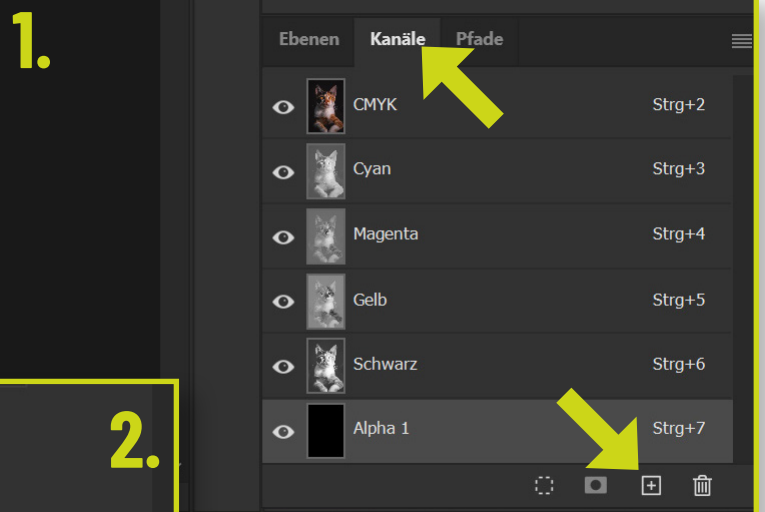 1.
Ebenen Kanäle Pfade
CMYK Strg+2
Cyan Strg+3
Magenta Strg+4
Gelb Strg+5
Schwarz Strg+6
Alpha 1 Strg+7
2.